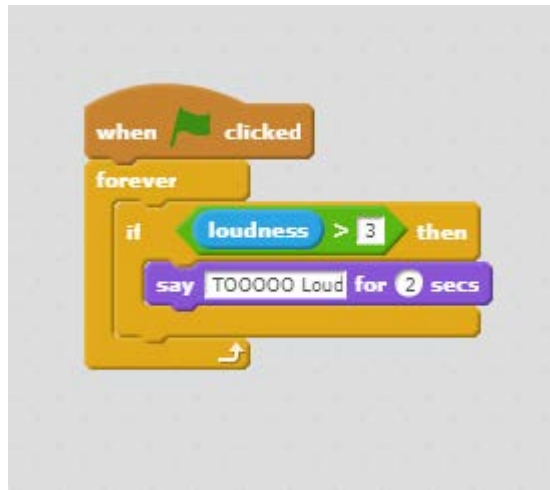 when clicked
forever
if loudness > 3 then
say TOOOOO Loud for 2 secs